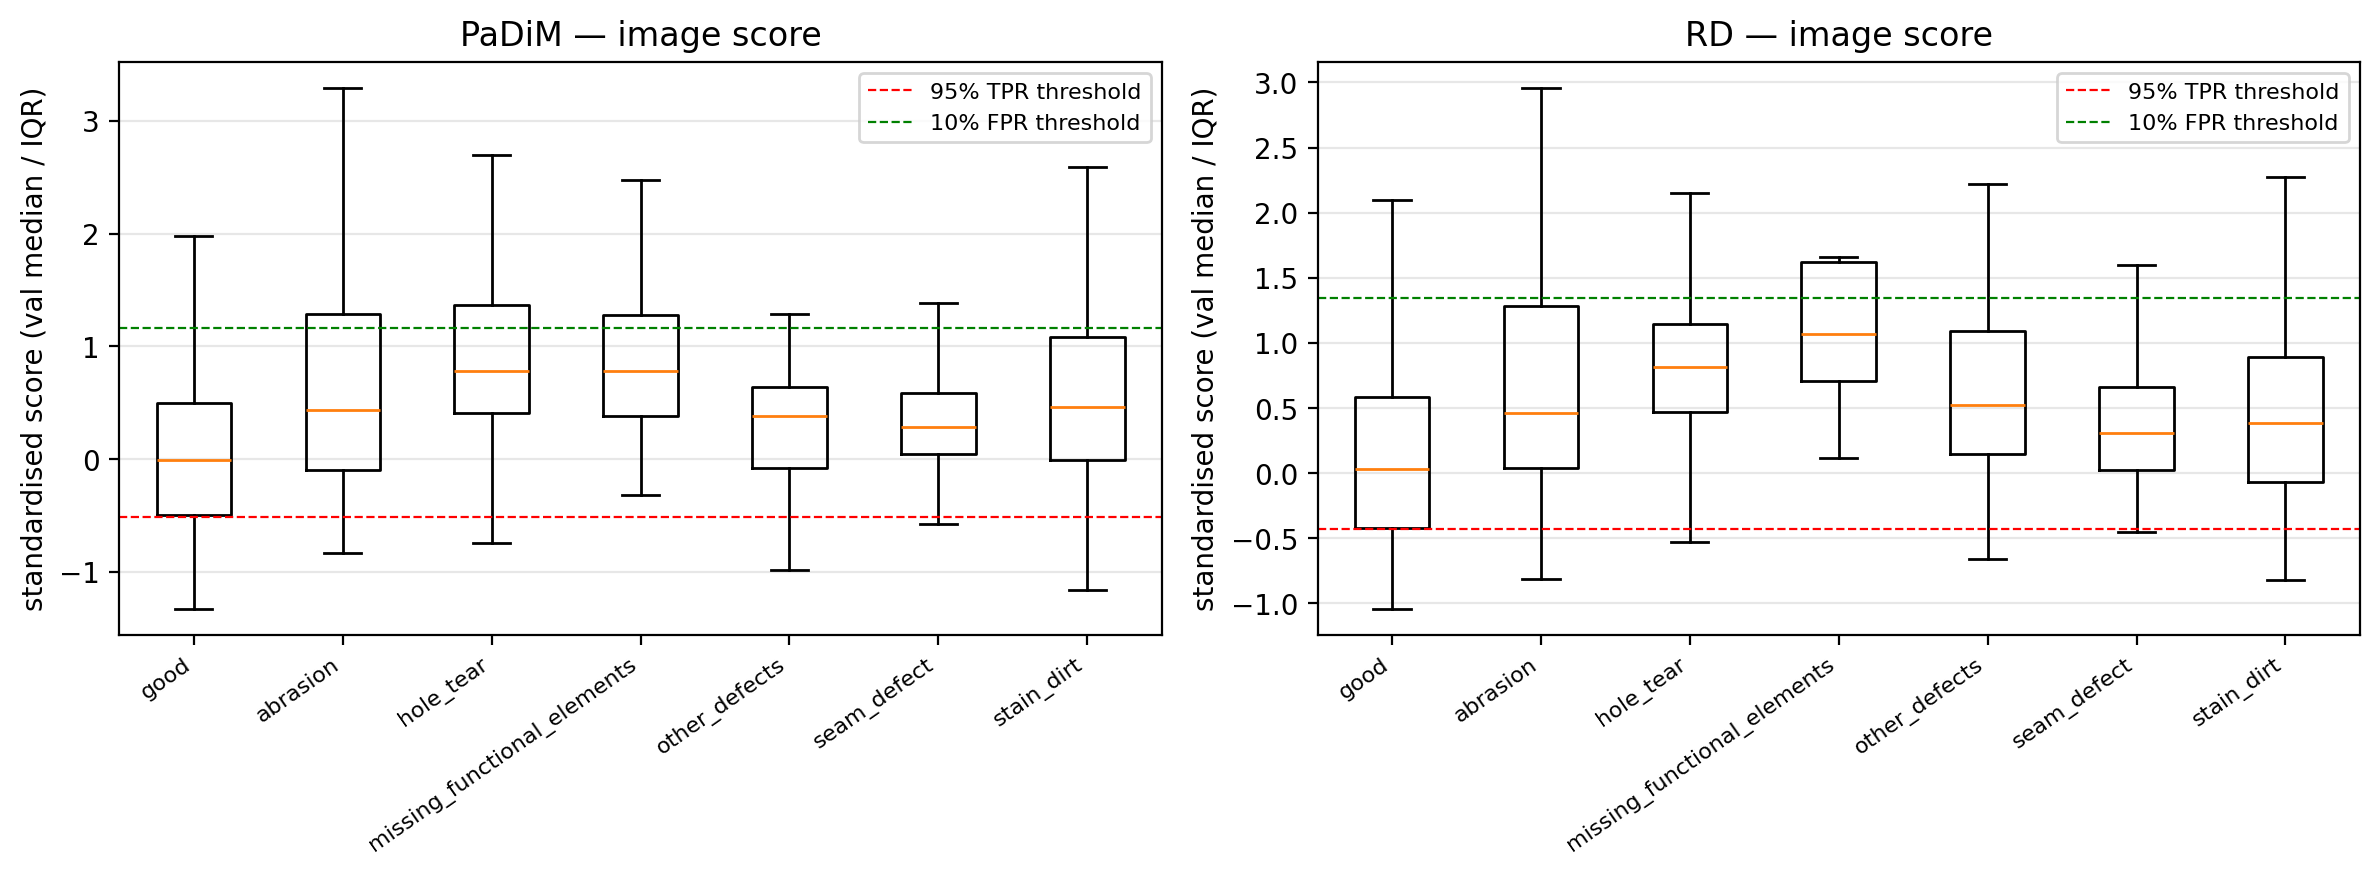 PaDiM — image score
standardised score (val median / IQR)
3
2
1
0
−1
95% TPR threshold
10% FPR threshold
good
abrasion
hole_tear
missing_functional_elements
other_defects
seam_defect
stain_dirt
RD — image score
standardised score (val median / IQR)
3.0
2.5
2.0
1.5
1.0
0.5
0.0
−0.5
−1.0
95% TPR threshold
10% FPR threshold
good
abrasion
hole_tear
missing_functional_elements
other_defects
seam_defect
stain_dirt